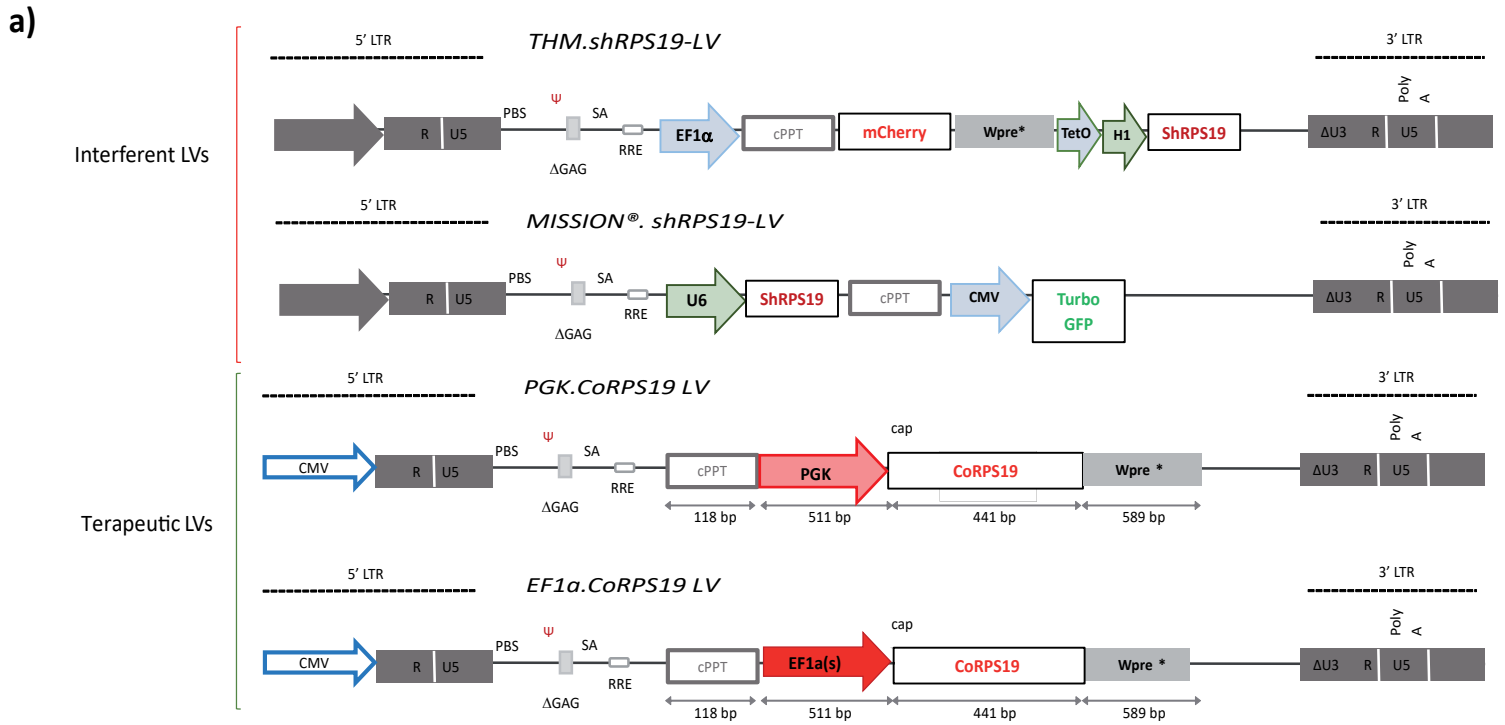 a)
Interferent LVs
5' LTR THM.shRPS19-LV 3' LTR
Poly A
PBS Ψ SA
R U5 EF1α cPPT mCherry Wpre* TetO H1 ShRPS19 ΔU3 R U5
ΔGAG RRE
5' LTR MISSION®. shRPS19-LV 3' LTR
Poly A
PBS Ψ SA
R U5 U6 ShRPS19 cPPT CMV Turbo GFP ΔU3 R U5
ΔGAG RRE
Terapeutic LVs
5' LTR PGK.CoRPS19 LV 3' LTR
Poly A
PBS Ψ SA cap
CMV R U5 cPPT PGK CoRPS19 Wpre * ΔU3 R U5
ΔGAG RRE
118 bp 511 bp 441 bp 589 bp
5' LTR EF1a.CoRPS19 LV 3' LTR
Poly A
PBS Ψ SA cap
CMV R U5 cPPT EF1a(s) CoRPS19 Wpre * ΔU3 R U5
ΔGAG RRE
118 bp 511 bp 441 bp 589 bp